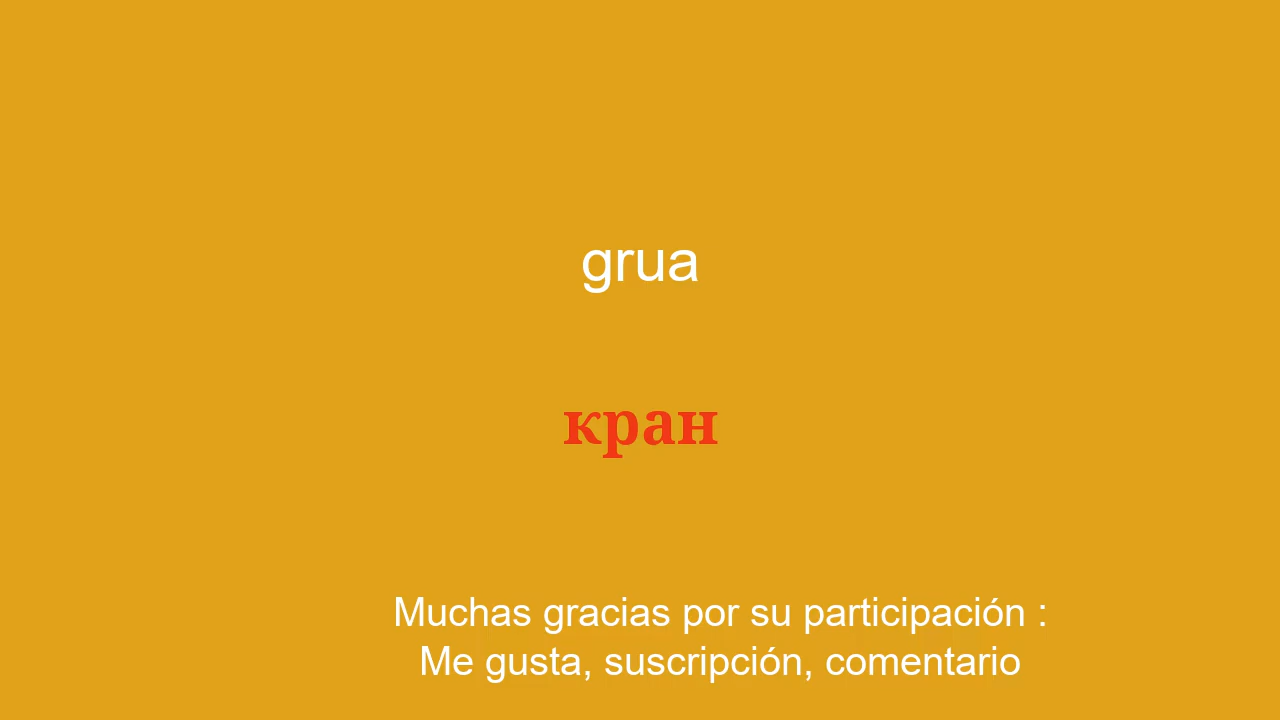 grua
кран
Muchas gracias por su participación :
Me gusta, suscripción, comentario